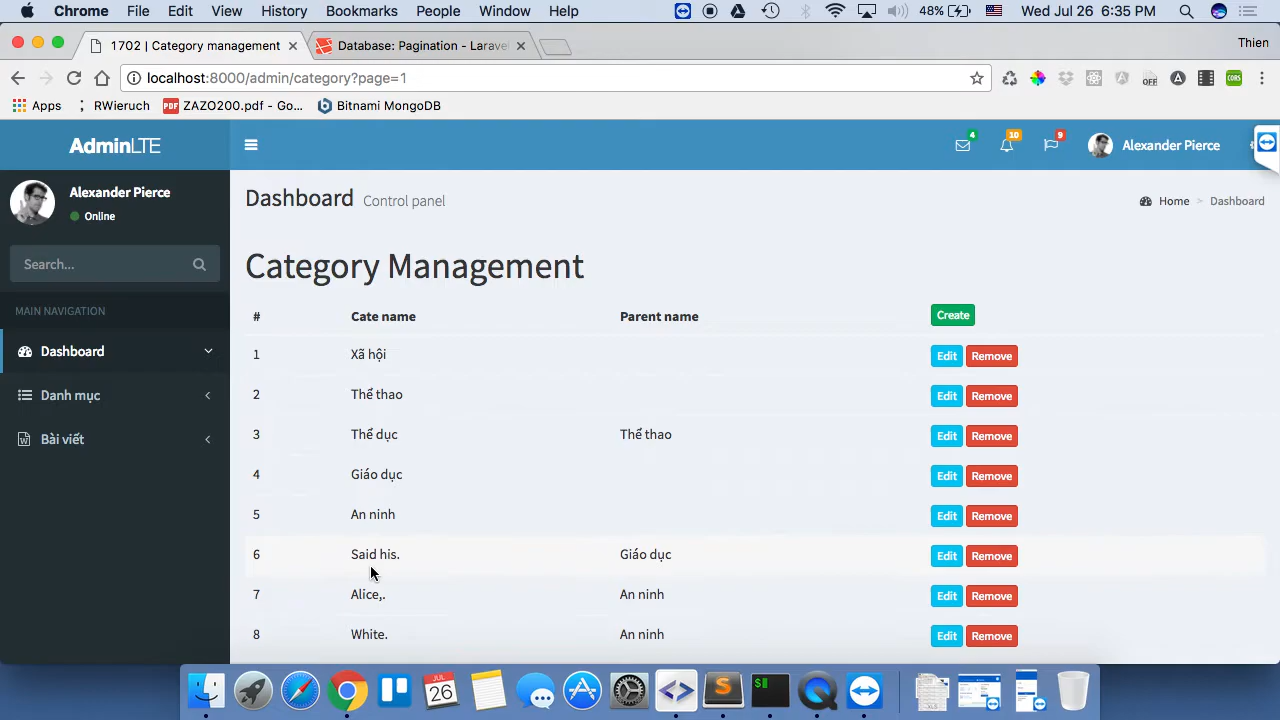 Chrome File Edit View History Bookmarks People Window Help 48% Wed Jul 26 6:35 PM
1702 | Category management Database: Pagination - Larave Thien
localhost:8000/admin/category?page=1 OFF CORS
Apps RWieruch PDF ZAZO200.pdf - Go... Bitnami MongoDB
AdminLTE 4 10 9 Alexander Pierce
Alexander Pierce
Online
Dashboard Control panel Home > Dashboard
Search...
Category Management
MAIN NAVIGATION
Dashboard
Danh mục
Bài viết
# Cate name Parent name Create
1 Xã hội Edit Remove
2 Thể thao Edit Remove
3 Thể dục Thể thao Edit Remove
4 Giáo dục Edit Remove
5 An ninh Edit Remove
6 Said his. Giáo dục Edit Remove
7 Alice,. An ninh Edit Remove
8 White. An ninh Edit Remove
JUL
26
S
$